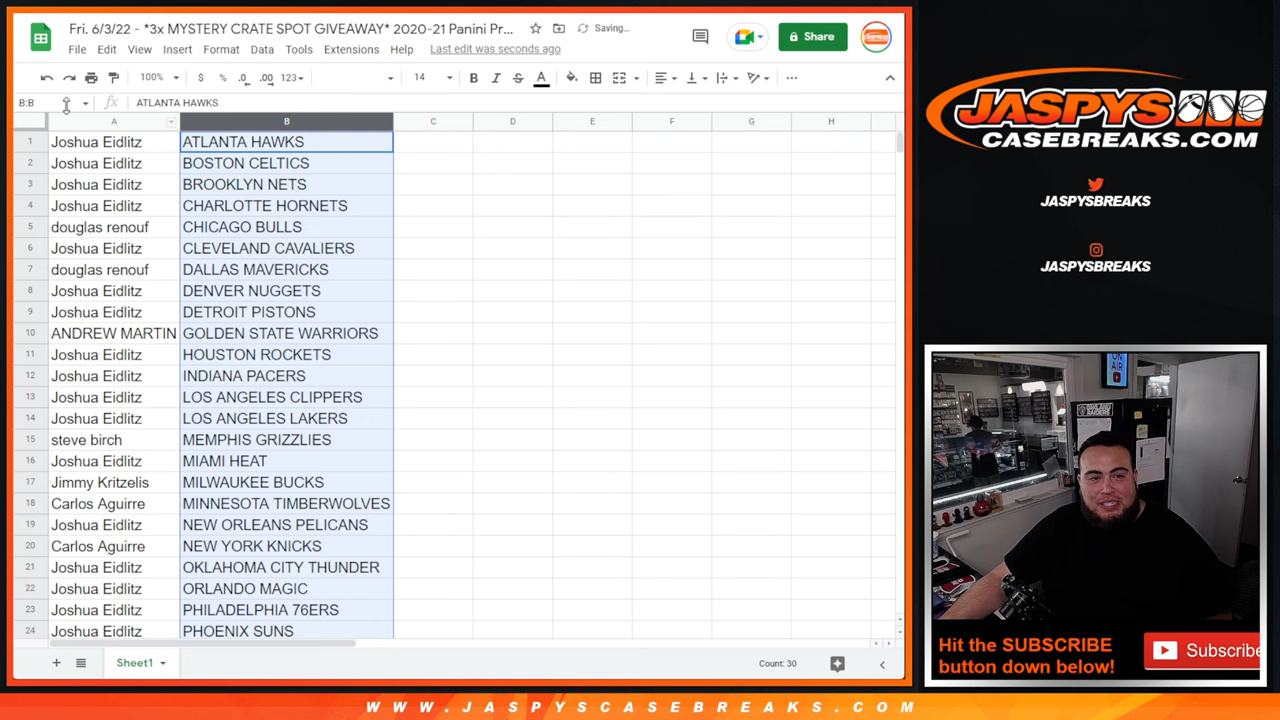 Fri. 6/3/22 - *3x MYSTERY CRATE SPOT GIVEAWAY* 2020-21 Panini Pr... Saving...
File Edit View Insert Format Data Tools Extensions Help Last edit was seconds ago
Share
100% $ % .0 .00 123 14 B I S A
B:B fx ATLANTA HAWKS
A B C D E F G H
1 Joshua Eidlitz ATLANTA HAWKS
2 Joshua Eidlitz BOSTON CELTICS
3 Joshua Eidlitz BROOKLYN NETS
4 Joshua Eidlitz CHARLOTTE HORNETS
5 douglas renouf CHICAGO BULLS
6 Joshua Eidlitz CLEVELAND CAVALIERS
7 douglas renouf DALLAS MAVERICKS
8 Joshua Eidlitz DENVER NUGGETS
9 Joshua Eidlitz DETROIT PISTONS
10 ANDREW MARTIN GOLDEN STATE WARRIORS
11 Joshua Eidlitz HOUSTON ROCKETS
12 Joshua Eidlitz INDIANA PACERS
13 Joshua Eidlitz LOS ANGELES CLIPPERS
14 Joshua Eidlitz LOS ANGELES LAKERS
15 steve birch MEMPHIS GRIZZLIES
16 Joshua Eidlitz MIAMI HEAT
17 Jimmy Kritzelis MILWAUKEE BUCKS
18 Carlos Aguirre MINNESOTA TIMBERWOLVES
19 Joshua Eidlitz NEW ORLEANS PELICANS
20 Carlos Aguirre NEW YORK KNICKS
21 Joshua Eidlitz OKLAHOMA CITY THUNDER
22 Joshua Eidlitz ORLANDO MAGIC
23 Joshua Eidlitz PHILADELPHIA 76ERS
24 Joshua Eidlitz PHOENIX SUNS
Sheet1 Count: 30
JASPYS
CASEBREAKS.COM
JASPYSBREAKS
JASPYSBREAKS
ON AIR
Hit the SUBSCRIBE
button down below!
Subscribe
WWW.JASPYSCASEBREAKS.COM